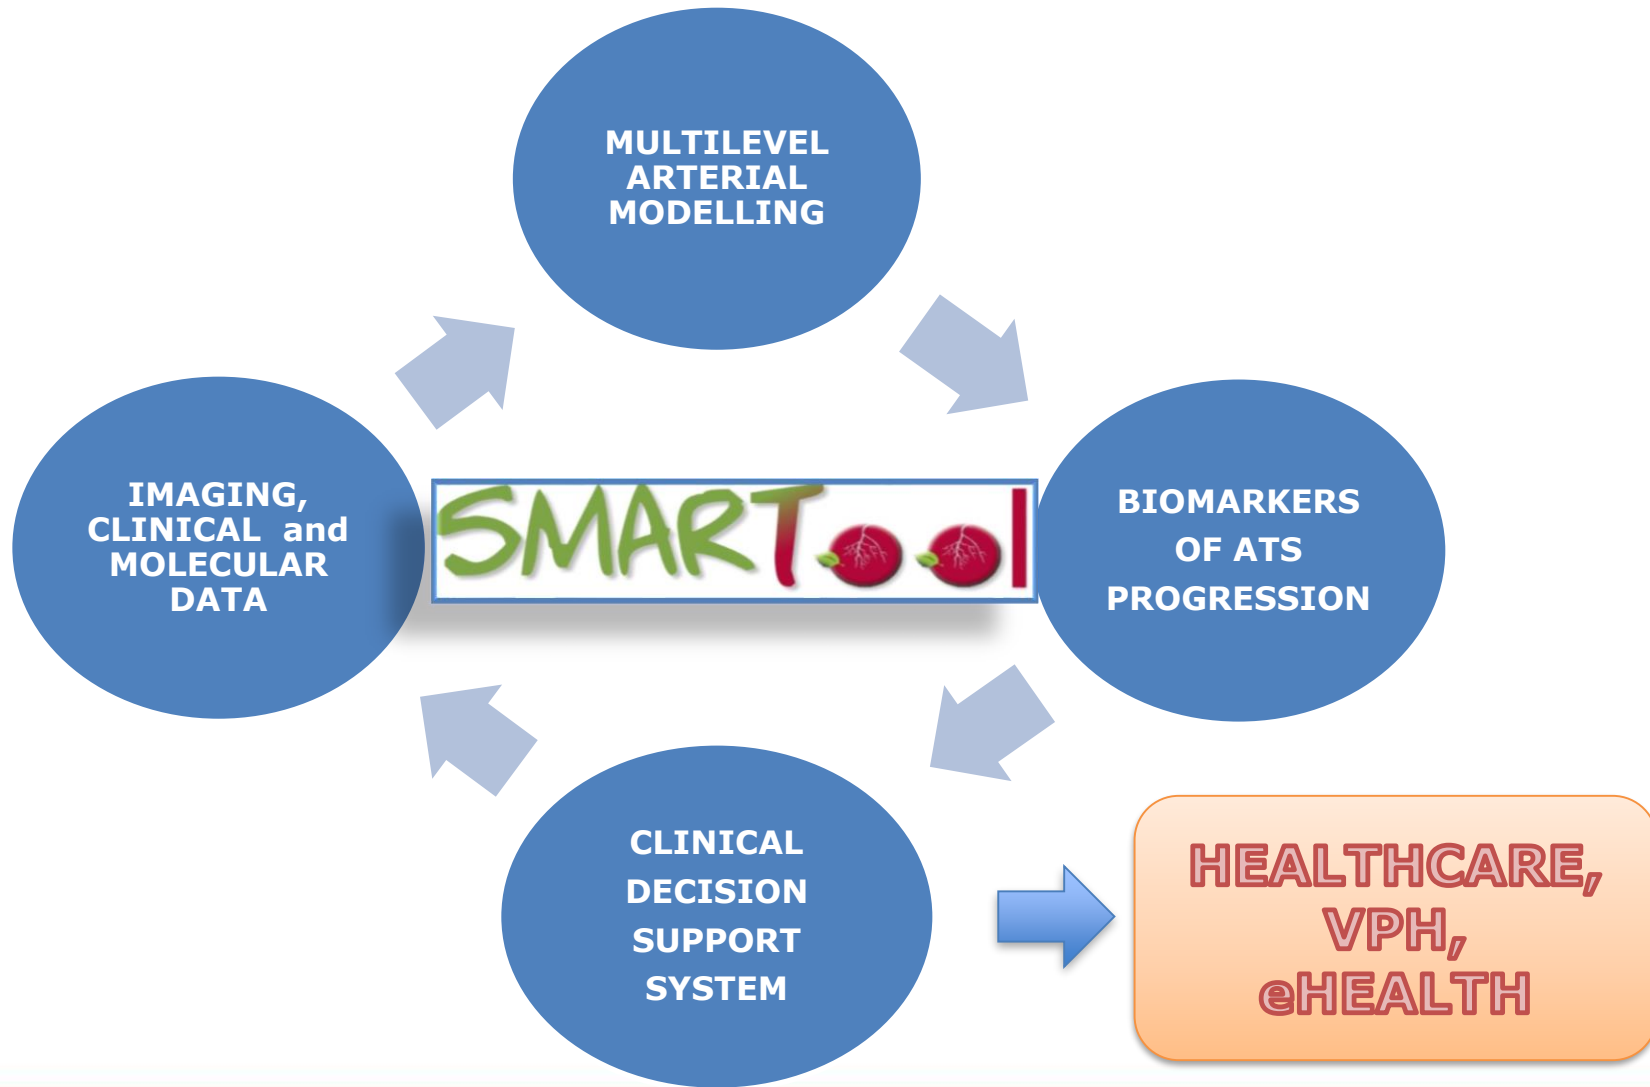 MULTILEVEL
ARTERIAL
MODELLING
IMAGING,
CLINICAL and
MOLECULAR
DATA
SMARTool
BIOMARKERS
OF ATS
PROGRESSION
CLINICAL
DECISION
SUPPORT
SYSTEM
HEALTHCARE,
VPH,
eHEALTH